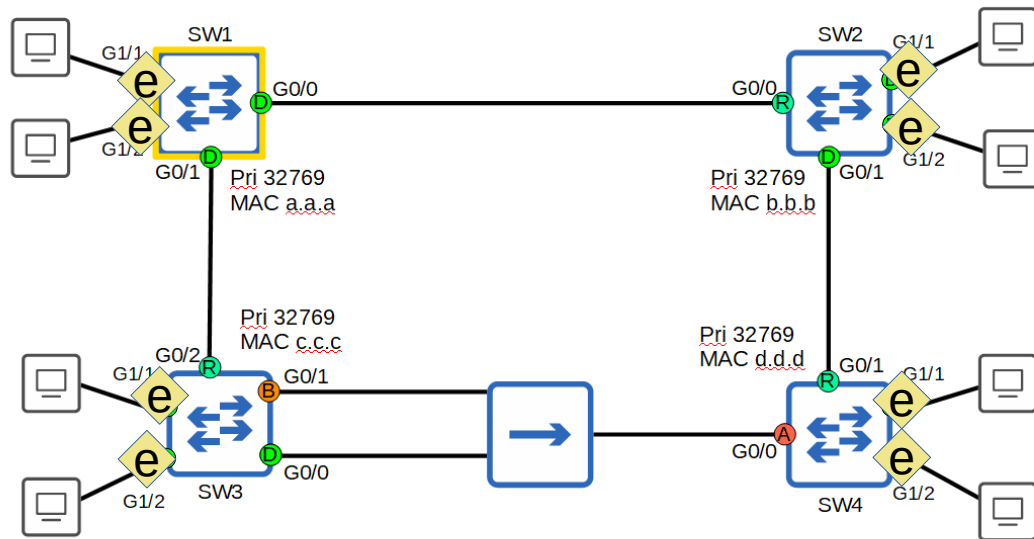 SW1
SW2
G1/1
e
G0/0
D
G0/0
R
G1/1
e
e
G1/2
D
G0/1
Pri 32769
MAC a.a.a
Pri 32769
MAC b.b.b
D
G0/1
e
G1/2
Pri 32769
MAC c.c.c
G0/2
R
Pri 32769
MAC d.d.d
R
G0/1
G1/1
e
B
G0/1
G1/1
e
e
G1/2
D
G0/0
SW3
A
G0/0
e
G1/2
SW4